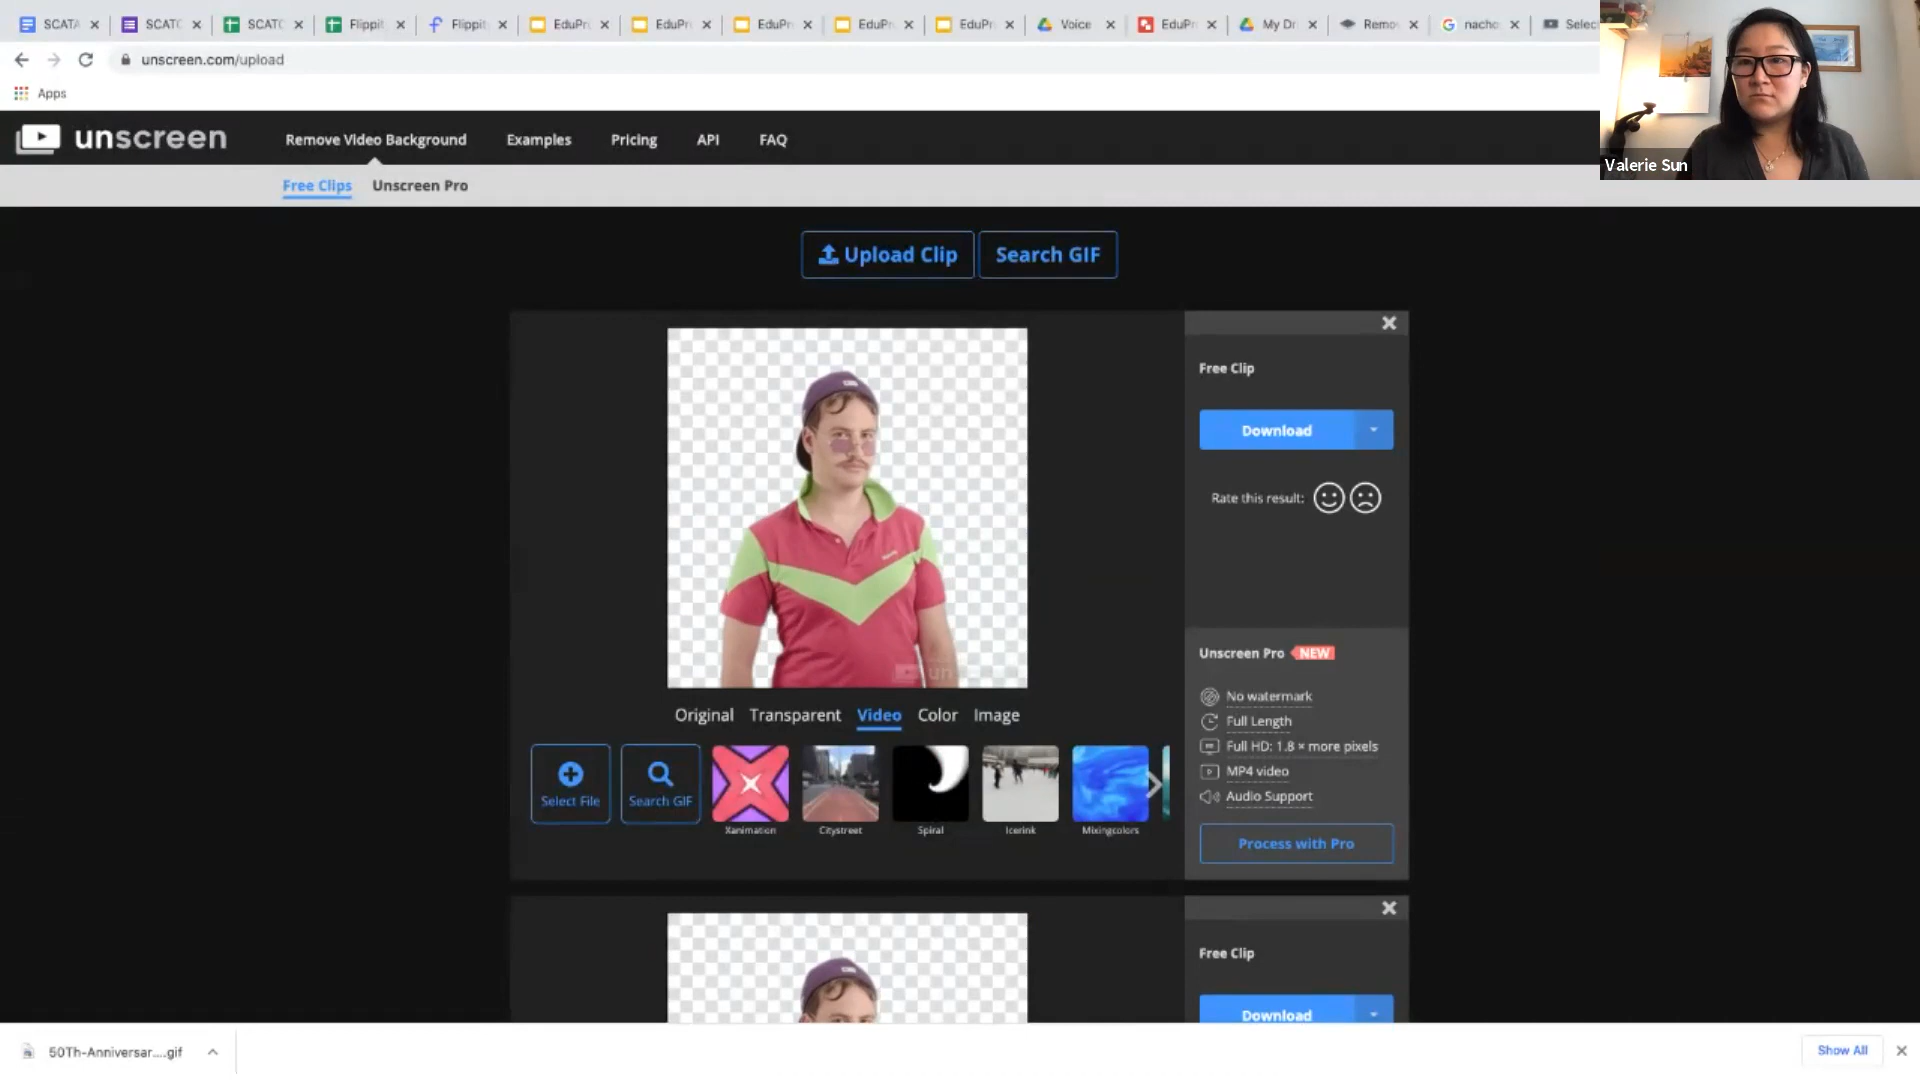 SCATA
SCATC
SCATC
Flippit
Flippit
EduPr
EduPr
EduPr
EduPr
EduPr
Voice
EduPr
My Dr
Remo
nacho
Selec
unscreen.com/upload
Apps
unscreen
Remove Video Background
Examples
Pricing
API
FAQ
Valerie Sun
Free Clips
Unscreen Pro
Upload Clip
Search GIF
Free Clip
Download
Rate this result:
Unscreen Pro NEW
No watermark
Full Length
Full HD: 1.8 × more pixels
MP4 video
Audio Support
Process with Pro
Original Transparent Video Color Image
Select File
Search GIF
Xanimation
Citystreet
Spiral
Icerink
Mixingcolors
Free Clip
Download
50Th-Anniversar....gif
Show All